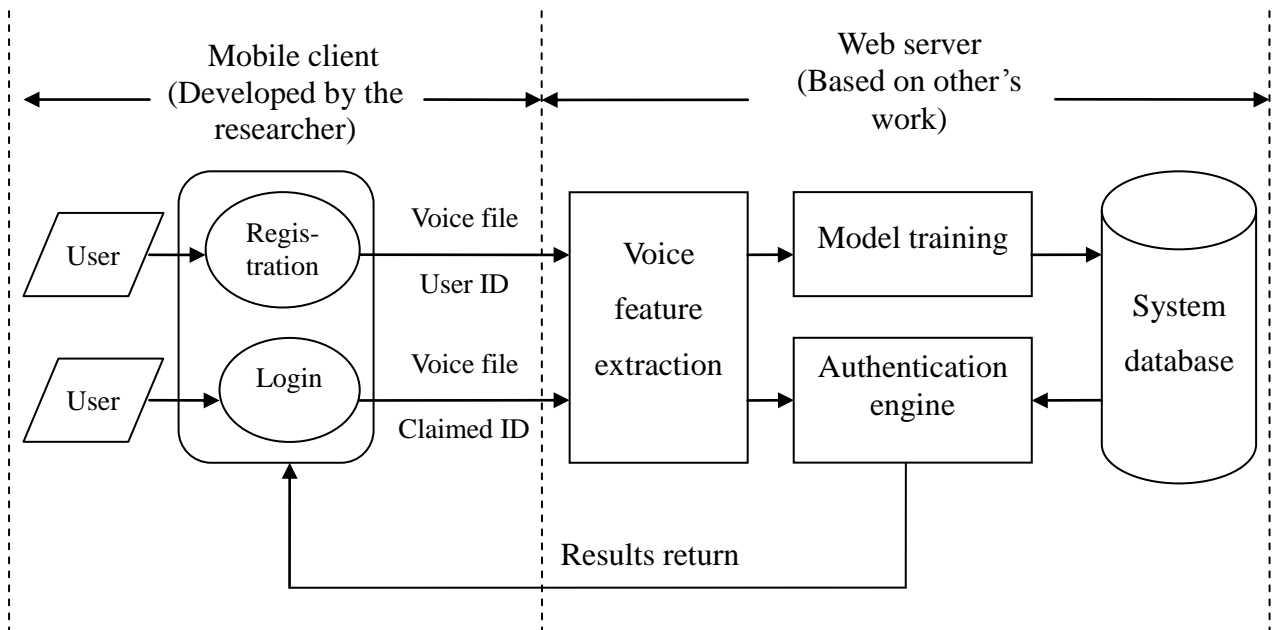 Mobile client
(Developed by the
researcher)
Web server
(Based on other’s
work)
User
Regis-
tration
Voice file
User ID
Voice
feature
extraction
Model training
System
database
User
Login
Voice file
Claimed ID
Authentication
engine
Results return